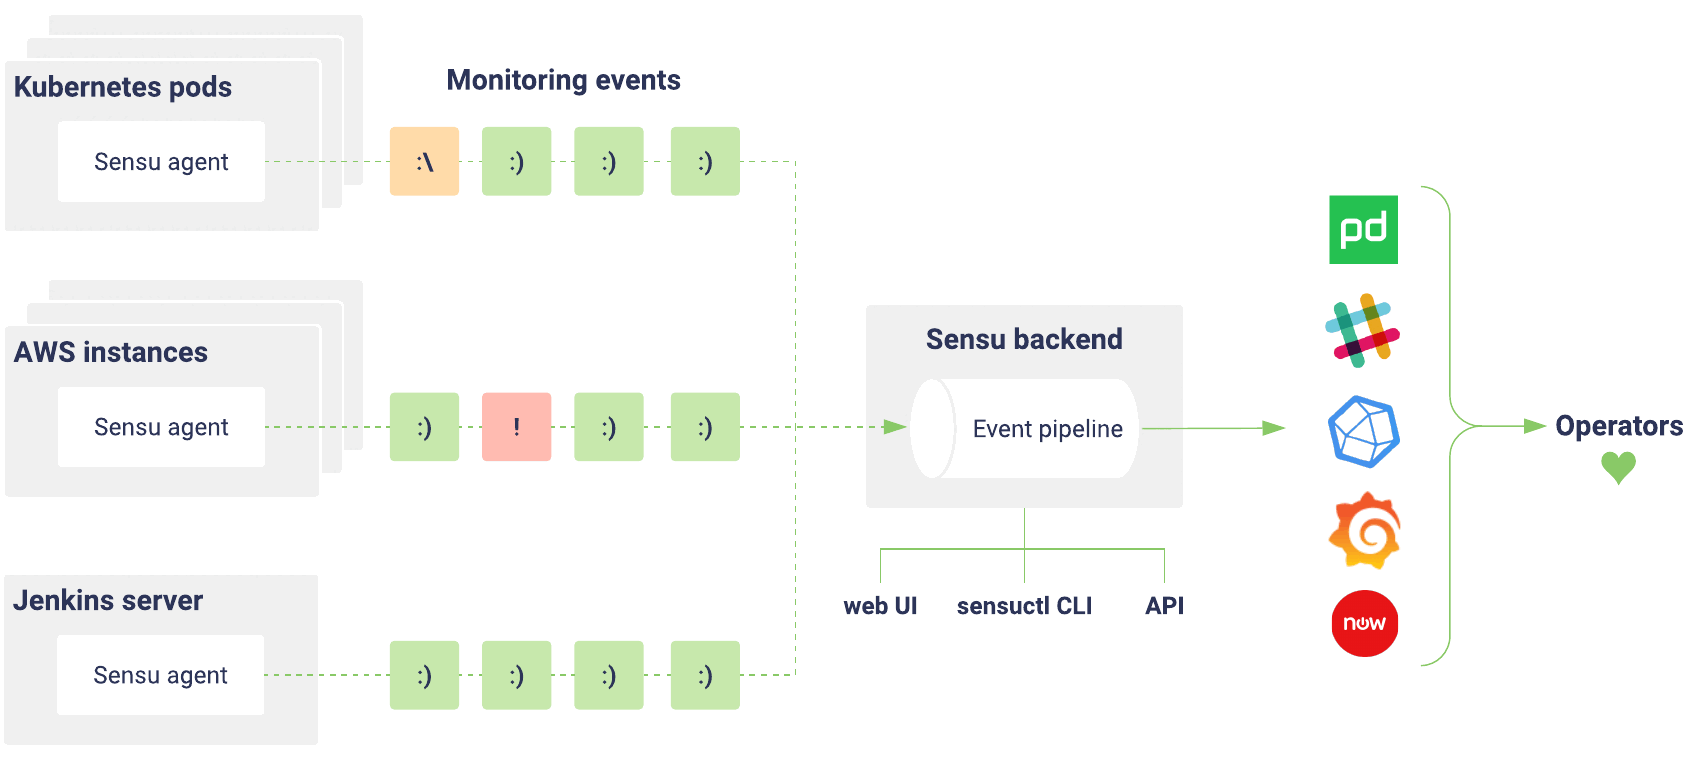 Kubernetes pods
Sensu agent
Monitoring events
:\ :) :) :)
AWS instances
Sensu agent
:) ! :) :)
Jenkins server
Sensu agent
:) :) :) :)
Sensu backend
Event pipeline
web UI
sensuctl CLI
API
pd
now
Operators